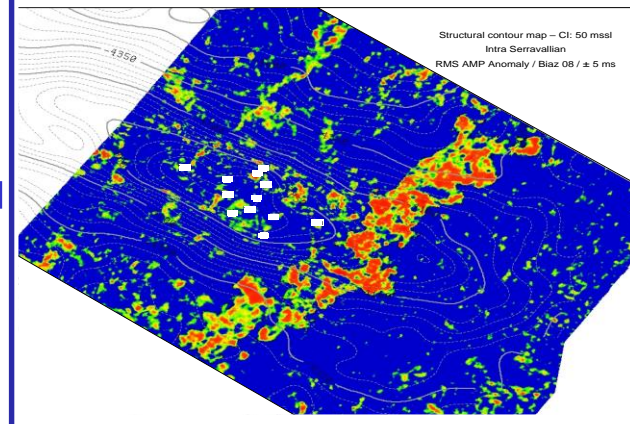 Structural contour map – CI: 50 mssl
Intra Serravallian
RMS AMP Anomaly / Biaz 08 / ± 5 ms
-4350